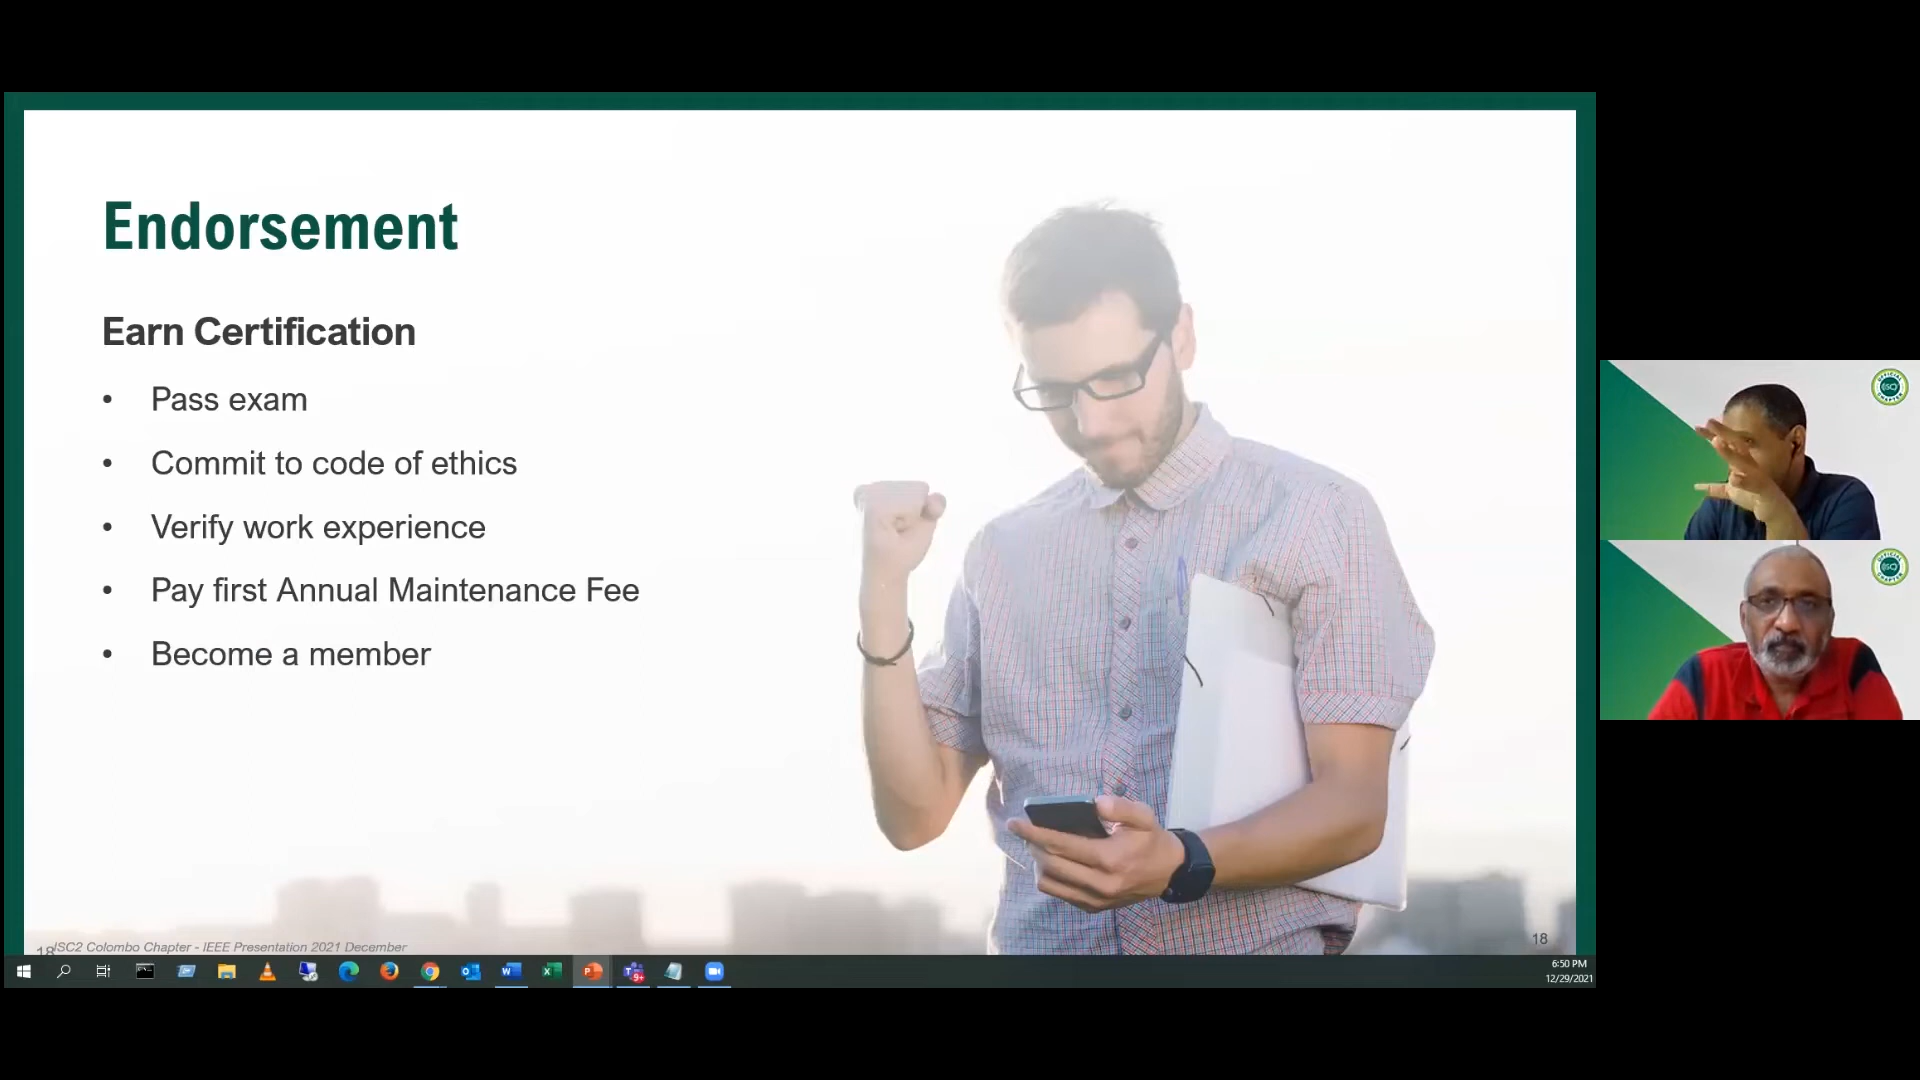 Endorsement
Earn Certification
• Pass exam
• Commit to code of ethics
• Verify work experience
• Pay first Annual Maintenance Fee
• Become a member
18
ISC2 Colombo Chapter - IEEE Presentation 2021 December
18
6:50 PM
12/29/2021
9+